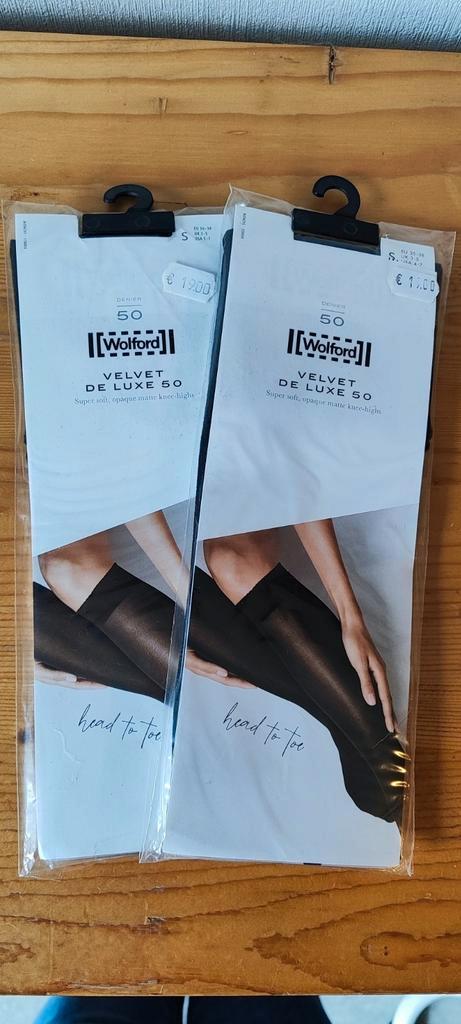 S
€ 19.00
DENIER
50
Wolford
VELVET
DE LUXE 50
Super soft, opaque matte knee-highs
head to toe
S
DENIER
50
Wolford
VELVET
DE LUXE 50
Super soft, opaque matte knee-highs
head to toe